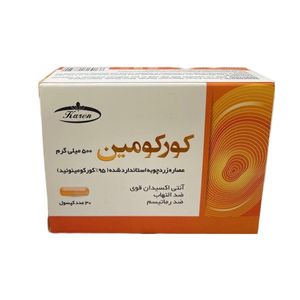 Karen
کورکومین
۵۰۰ میلی گرم
عصاره زردچوبه استاندارد شده (۹۵٪ کورکومینوئید)
آنتی اکسیدان قوی
ضد التهاب
ضد رماتیسم
۳۰ عدد کپسول